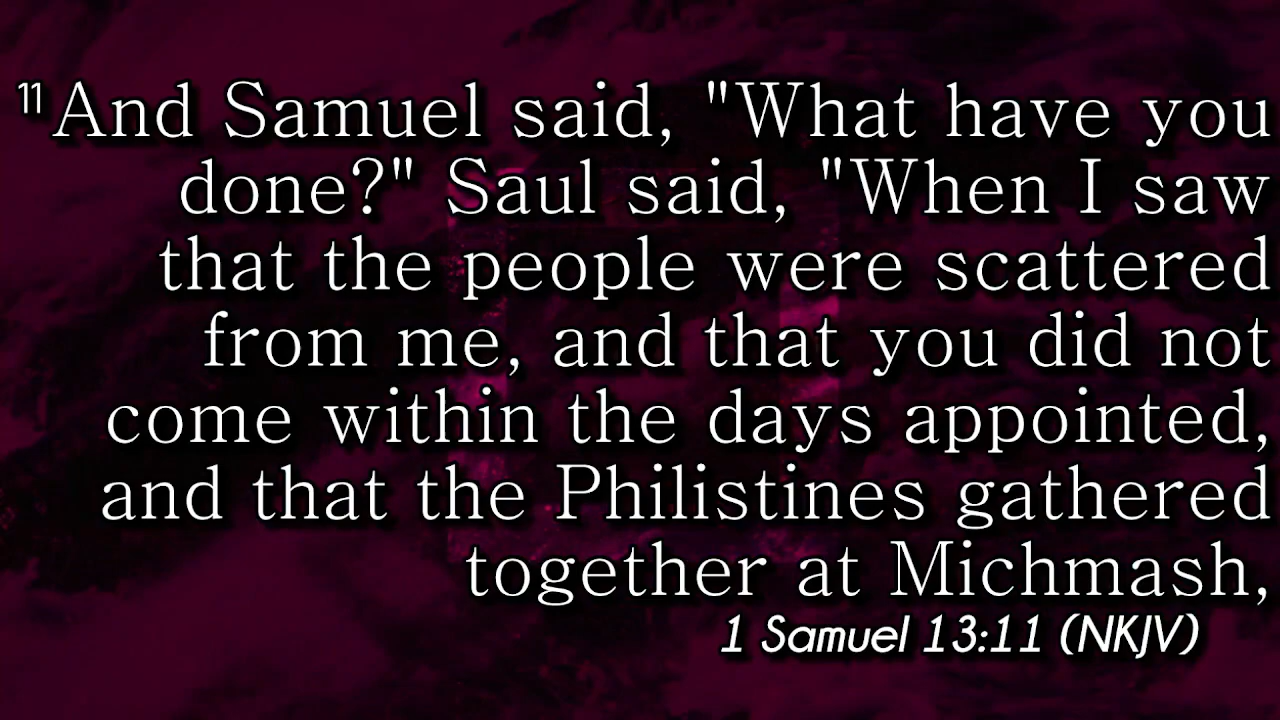 11And Samuel said, "What have you
done?" Saul said, "When I saw
that the people were scattered
from me, and that you did not
come within the days appointed,
and that the Philistines gathered
together at Michmash,
1 Samuel 13:11 (NKJV)